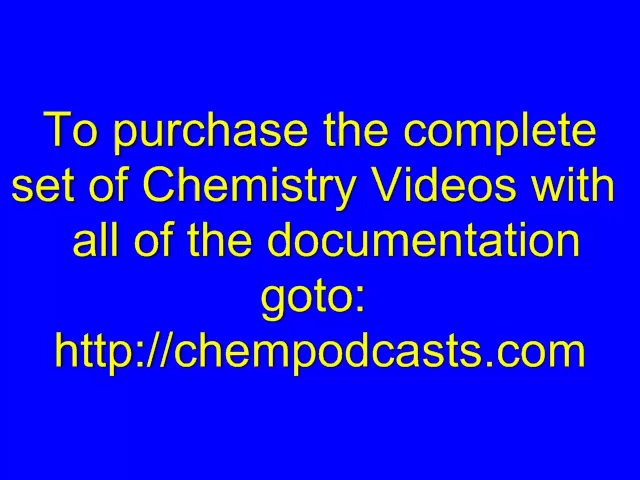 To purchase the complete
set of Chemistry Videos with
all of the documentation
goto:
http://chempodcasts.com